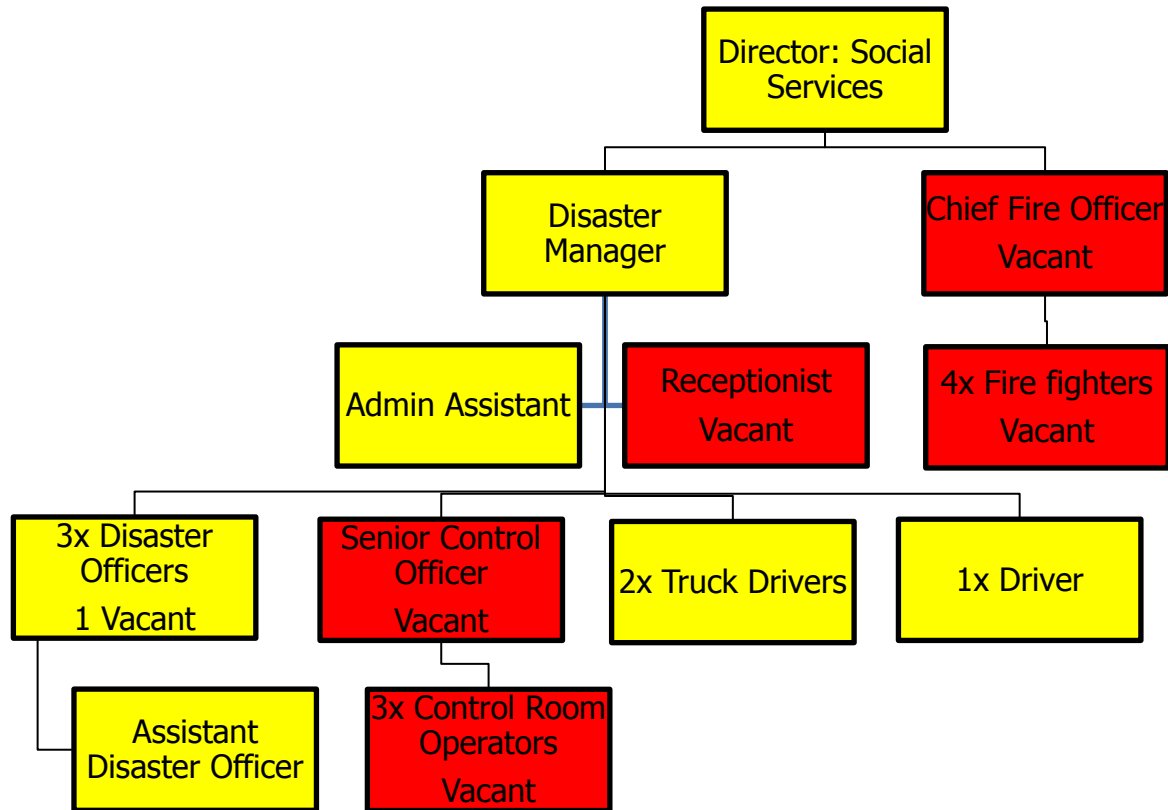 Director: Social
Services
Disaster
Manager
Chief Fire Officer
Vacant
Admin Assistant
Receptionist
Vacant
4x Fire fighters
Vacant
3x Disaster
Officers
1 Vacant
Senior Control
Officer
Vacant
2x Truck Drivers
1x Driver
Assistant
Disaster Officer
3x Control Room
Operators
Vacant